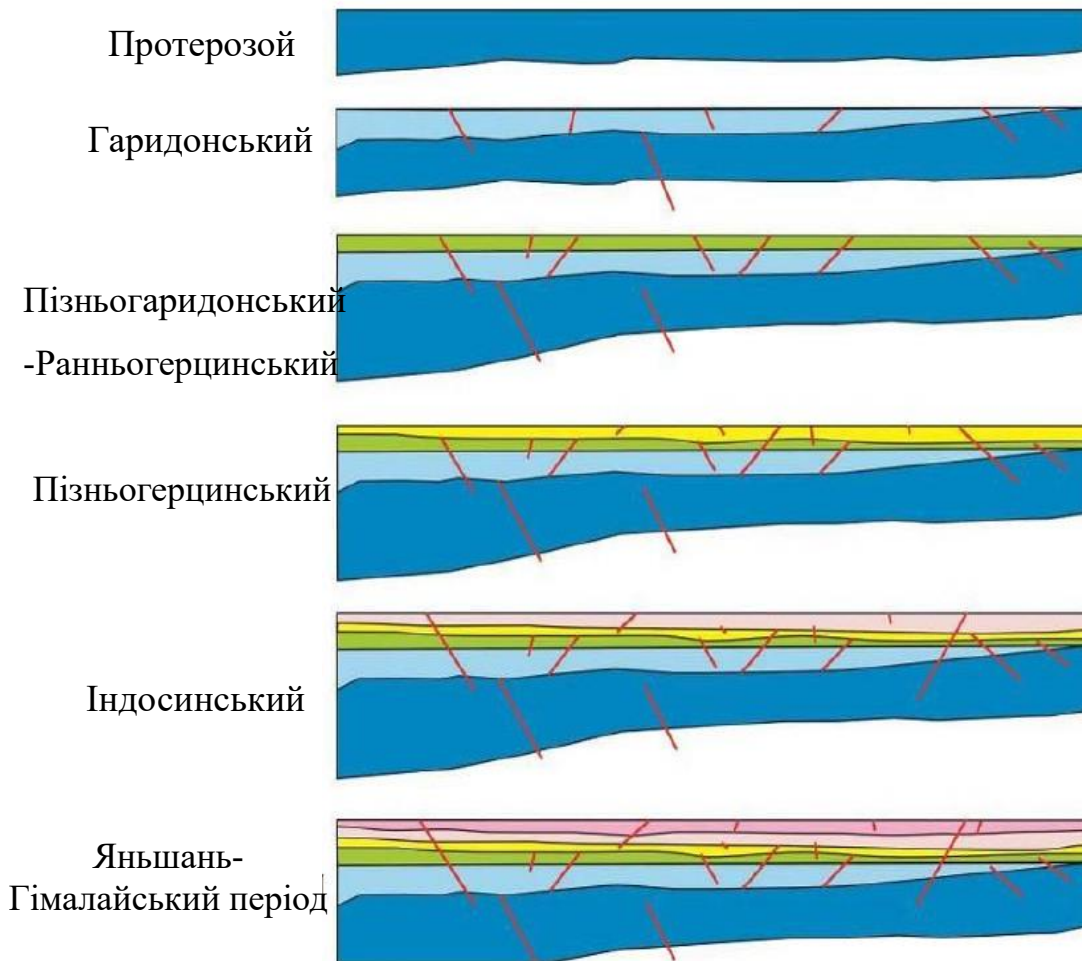 Протерозой
Гаридонський
Пізньогаридонський
-Ранньогерцинський
Пізньогерцинський
Індосинський
Яньшань-
Гімалайський період